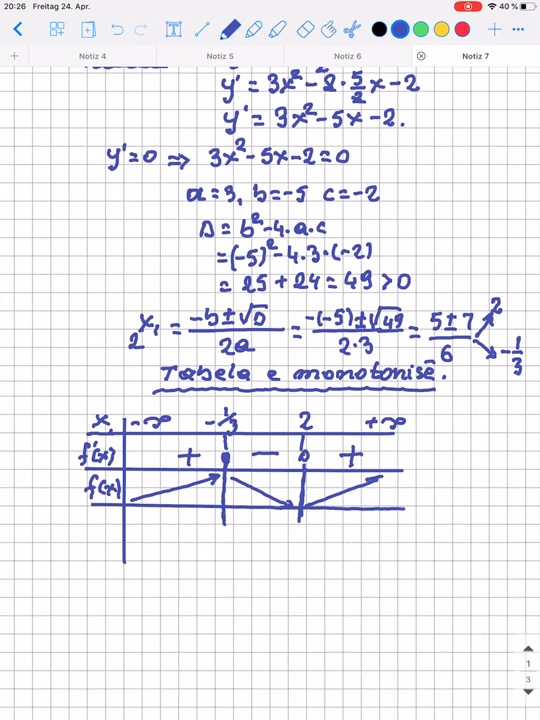 20:26 Freitag 24. Apr. 40 %
Notiz 4 Notiz 5 Notiz 6 Notiz 7
y' = 3x² - 2·5/2x - 2
y' = 3x² - 5x - 2.
y'=0 ⇒ 3x² - 5x - 2 = 0
a = 3, b = -5 c = -2
D = b² - 4·a·c
= (-5)² - 4·3·(-2)
= 25 + 24 = 49 > 0
2x1 = -b±√D / 2a = -(-5)±√49 / 2·3 = 5±7 / 6 2 -1/3
Tabela e monotonisë.
x -∞ -1/3 2 +∞
f'(x) + 0 - 0 +
f(x)
1
3